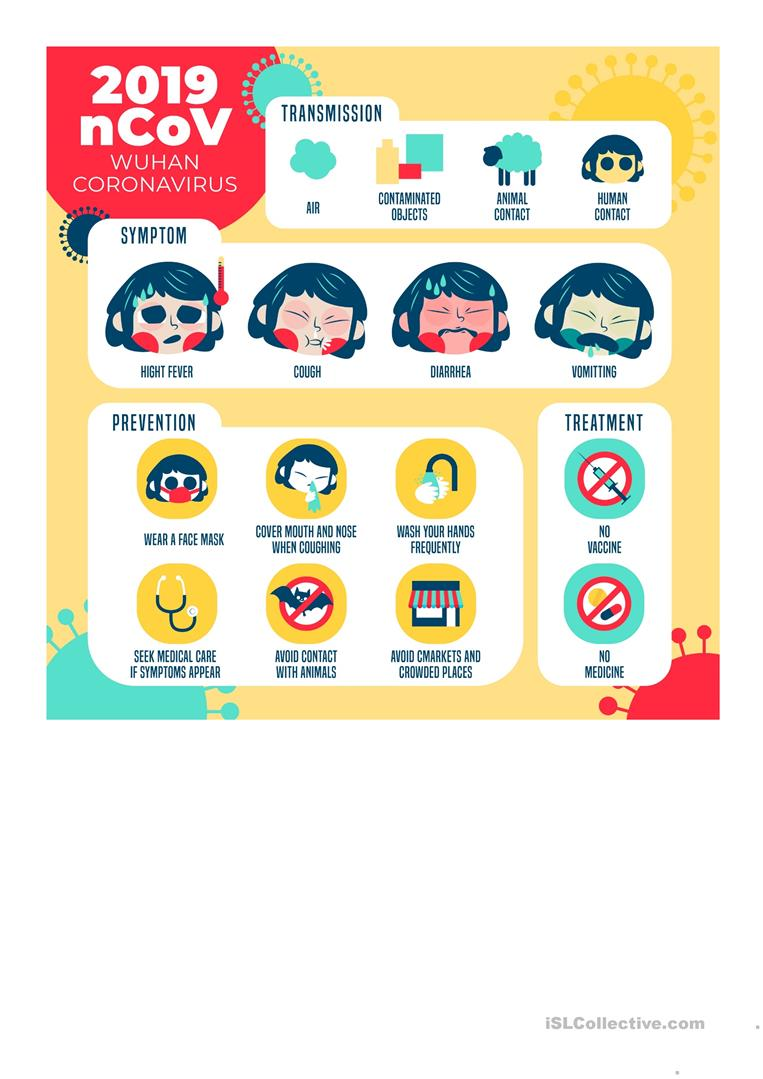 2019
nCoV
WUHAN
CORONAVIRUS
TRANSMISSION
AIR
CONTAMINATED
OBJECTS
ANIMAL
CONTACT
HUMAN
CONTACT
SYMPTOM
HIGHT FEVER
COUGH
DIARRHEA
VOMITTING
PREVENTION
WEAR A FACE MASK
COVER MOUTH AND NOSE
WHEN COUGHING
WASH YOUR HANDS
FREQUENTLY
SEEK MEDICAL CARE
IF SYMPTOMS APPEAR
AVOID CONTACT
WITH ANIMALS
AVOID CMARKETS AND
CROWDED PLACES
TREATMENT
NO
VACCINE
NO
MEDICINE
iSLCollective.com